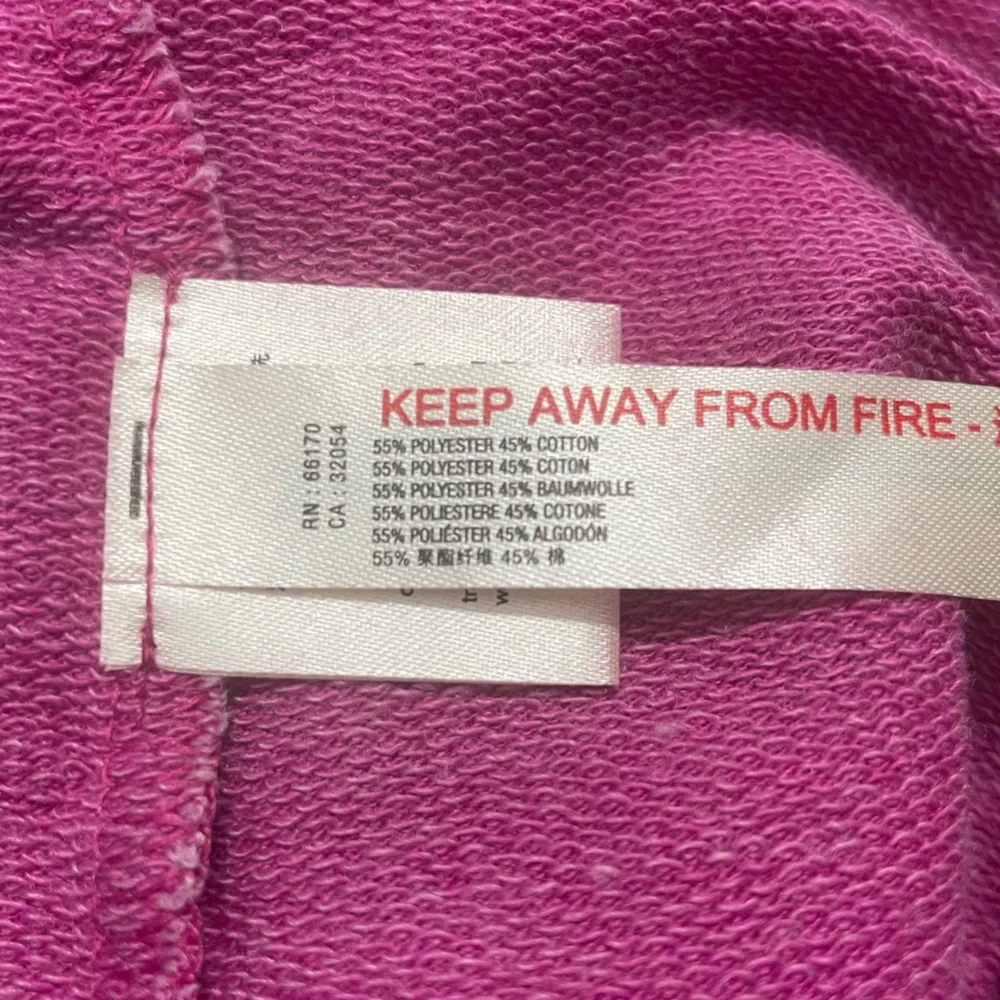 KEEP AWAY FROM FIRE -
RN : 66170
CA : 32054
55% POLYESTER 45% COTTON
55% POLYESTER 45% COTON
55% POLYESTER 45% BAUMWOLLE
55% POLIESTERE 45% COTONE
55% POLIÉSTER 45% ALGODÓN
55% 聚酯纤维 45% 棉